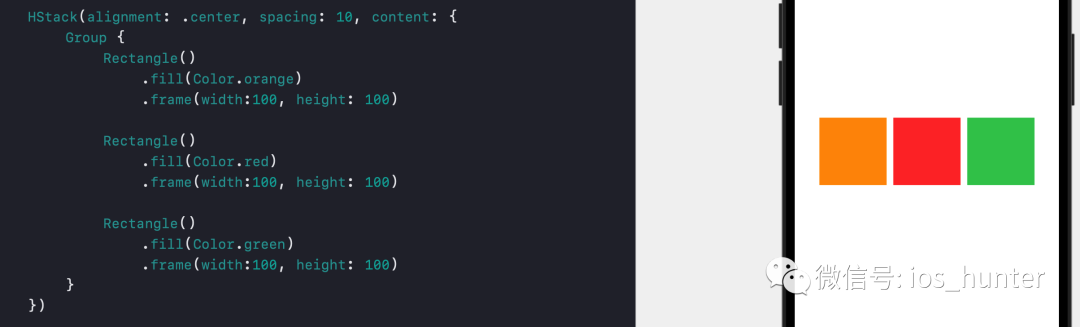 HStack(alignment: .center, spacing: 10, content: {
    Group {
        Rectangle()
            .fill(Color.orange)
            .frame(width:100, height: 100)

        Rectangle()
            .fill(Color.red)
            .frame(width:100, height: 100)

        Rectangle()
            .fill(Color.green)
            .frame(width:100, height: 100)
    }
})
微信号: ios_hunter